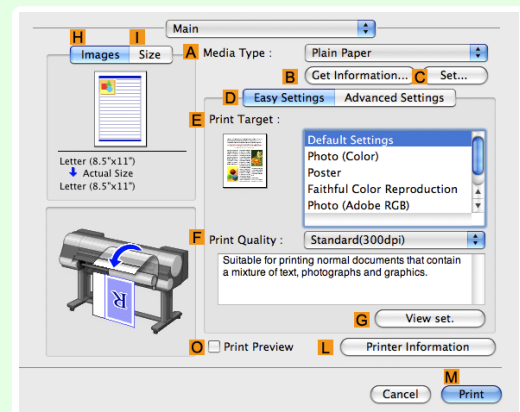 Main
H I
Images Size
A Media Type : Plain Paper
B Get Information... C Set...
D Easy Settings Advanced Settings
E Print Target :
Default Settings
Photo (Color)
Poster
Faithful Color Reproduction
Photo (Adobe RGB)
Letter (8.5"x11")
Actual Size
Letter (8.5"x11")
F Print Quality : Standard(300dpi)
Suitable for printing normal documents that contain
a mixture of text, photographs and graphics.
R
G View set.
O Print Preview L Printer Information
M
Cancel Print